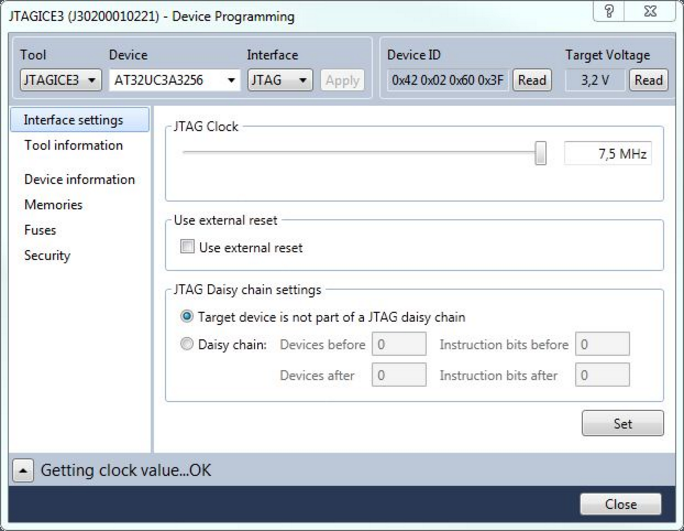 JTAGICE3 (J30200010221) - Device Programming
Tool Device Interface Device ID Target Voltage
JTAGICE3 AT32UC3A3256 JTAG Apply 0x42 0x02 0x60 0x3F Read 3,2 V Read
Interface settings
Tool information
Device information
Memories
Fuses
Security
JTAG Clock
7,5 MHz
Use external reset
Use external reset
JTAG Daisy chain settings
Target device is not part of a JTAG daisy chain
Daisy chain: Devices before 0 Instruction bits before 0
Devices after 0 Instruction bits after 0
Set
Getting clock value...OK
Close